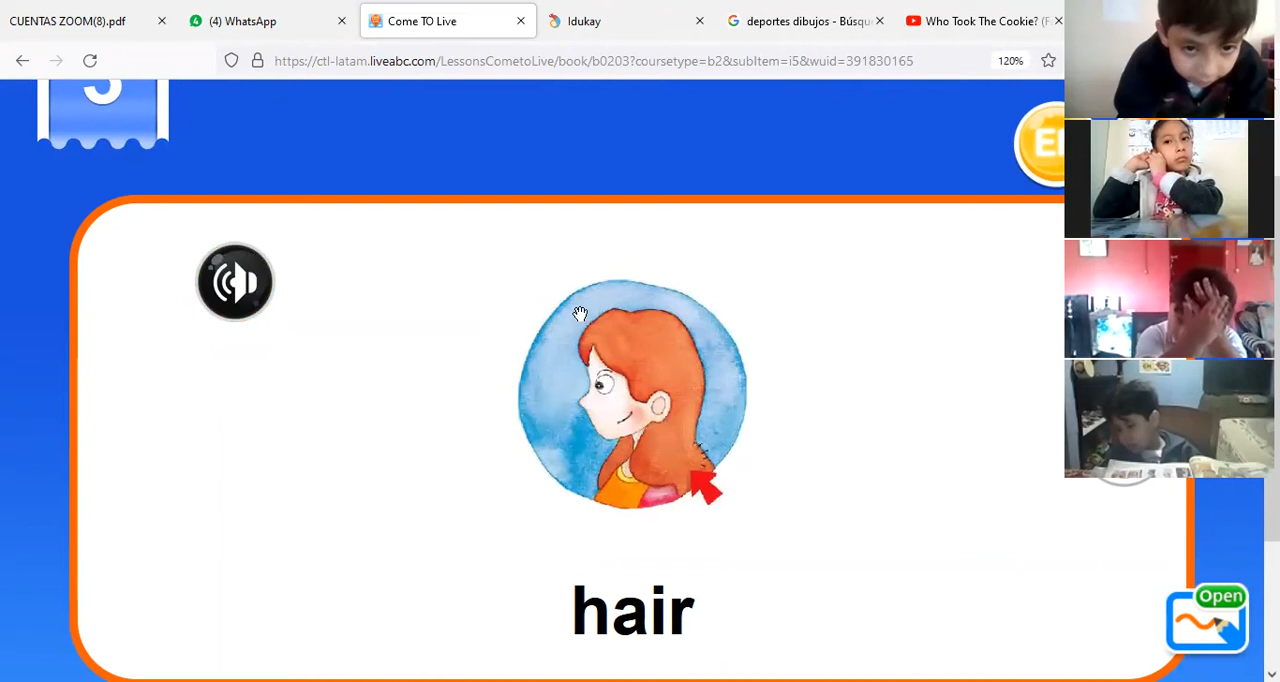 CUENTAS ZOOM(8).pdf
(4) WhatsApp
Come TO Live
Idukay
deportes dibujos - Búsqu
Who Took The Cookie? (F
https://ctl-latam.liveabc.com/LessonsCometoLive/book/b0203?coursetype=b2&subItem=i5&wuid=391830165
120%
hair
Open